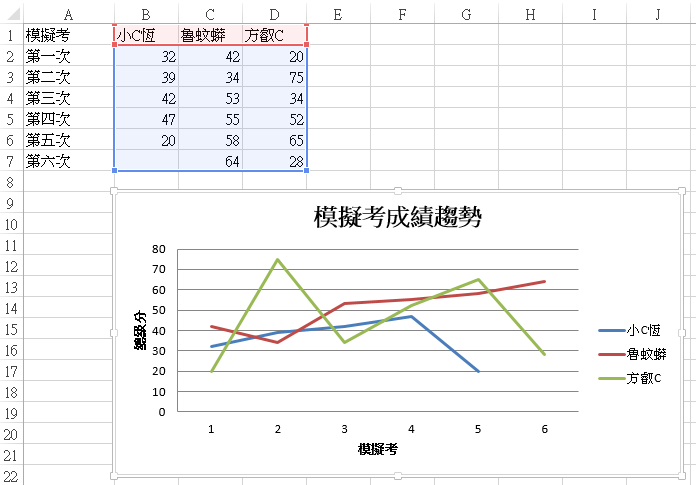 A B C D E F G H I J
1 模擬考 小C恆 魯蚊蟒 方叡C
2 第一次 32 42 20
3 第二次 39 34 75
4 第三次 42 53 34
5 第四次 47 55 52
6 第五次 20 58 65
7 第六次 64 28
8
9
10
11
12
13
14
15
16
17
18
19
20
21
22
模擬考成績趨勢
總級分
80
70
60
50
40
30
20
10
0
1 2 3 4 5 6
模擬考
小C恆
魯蚊蟒
方叡C